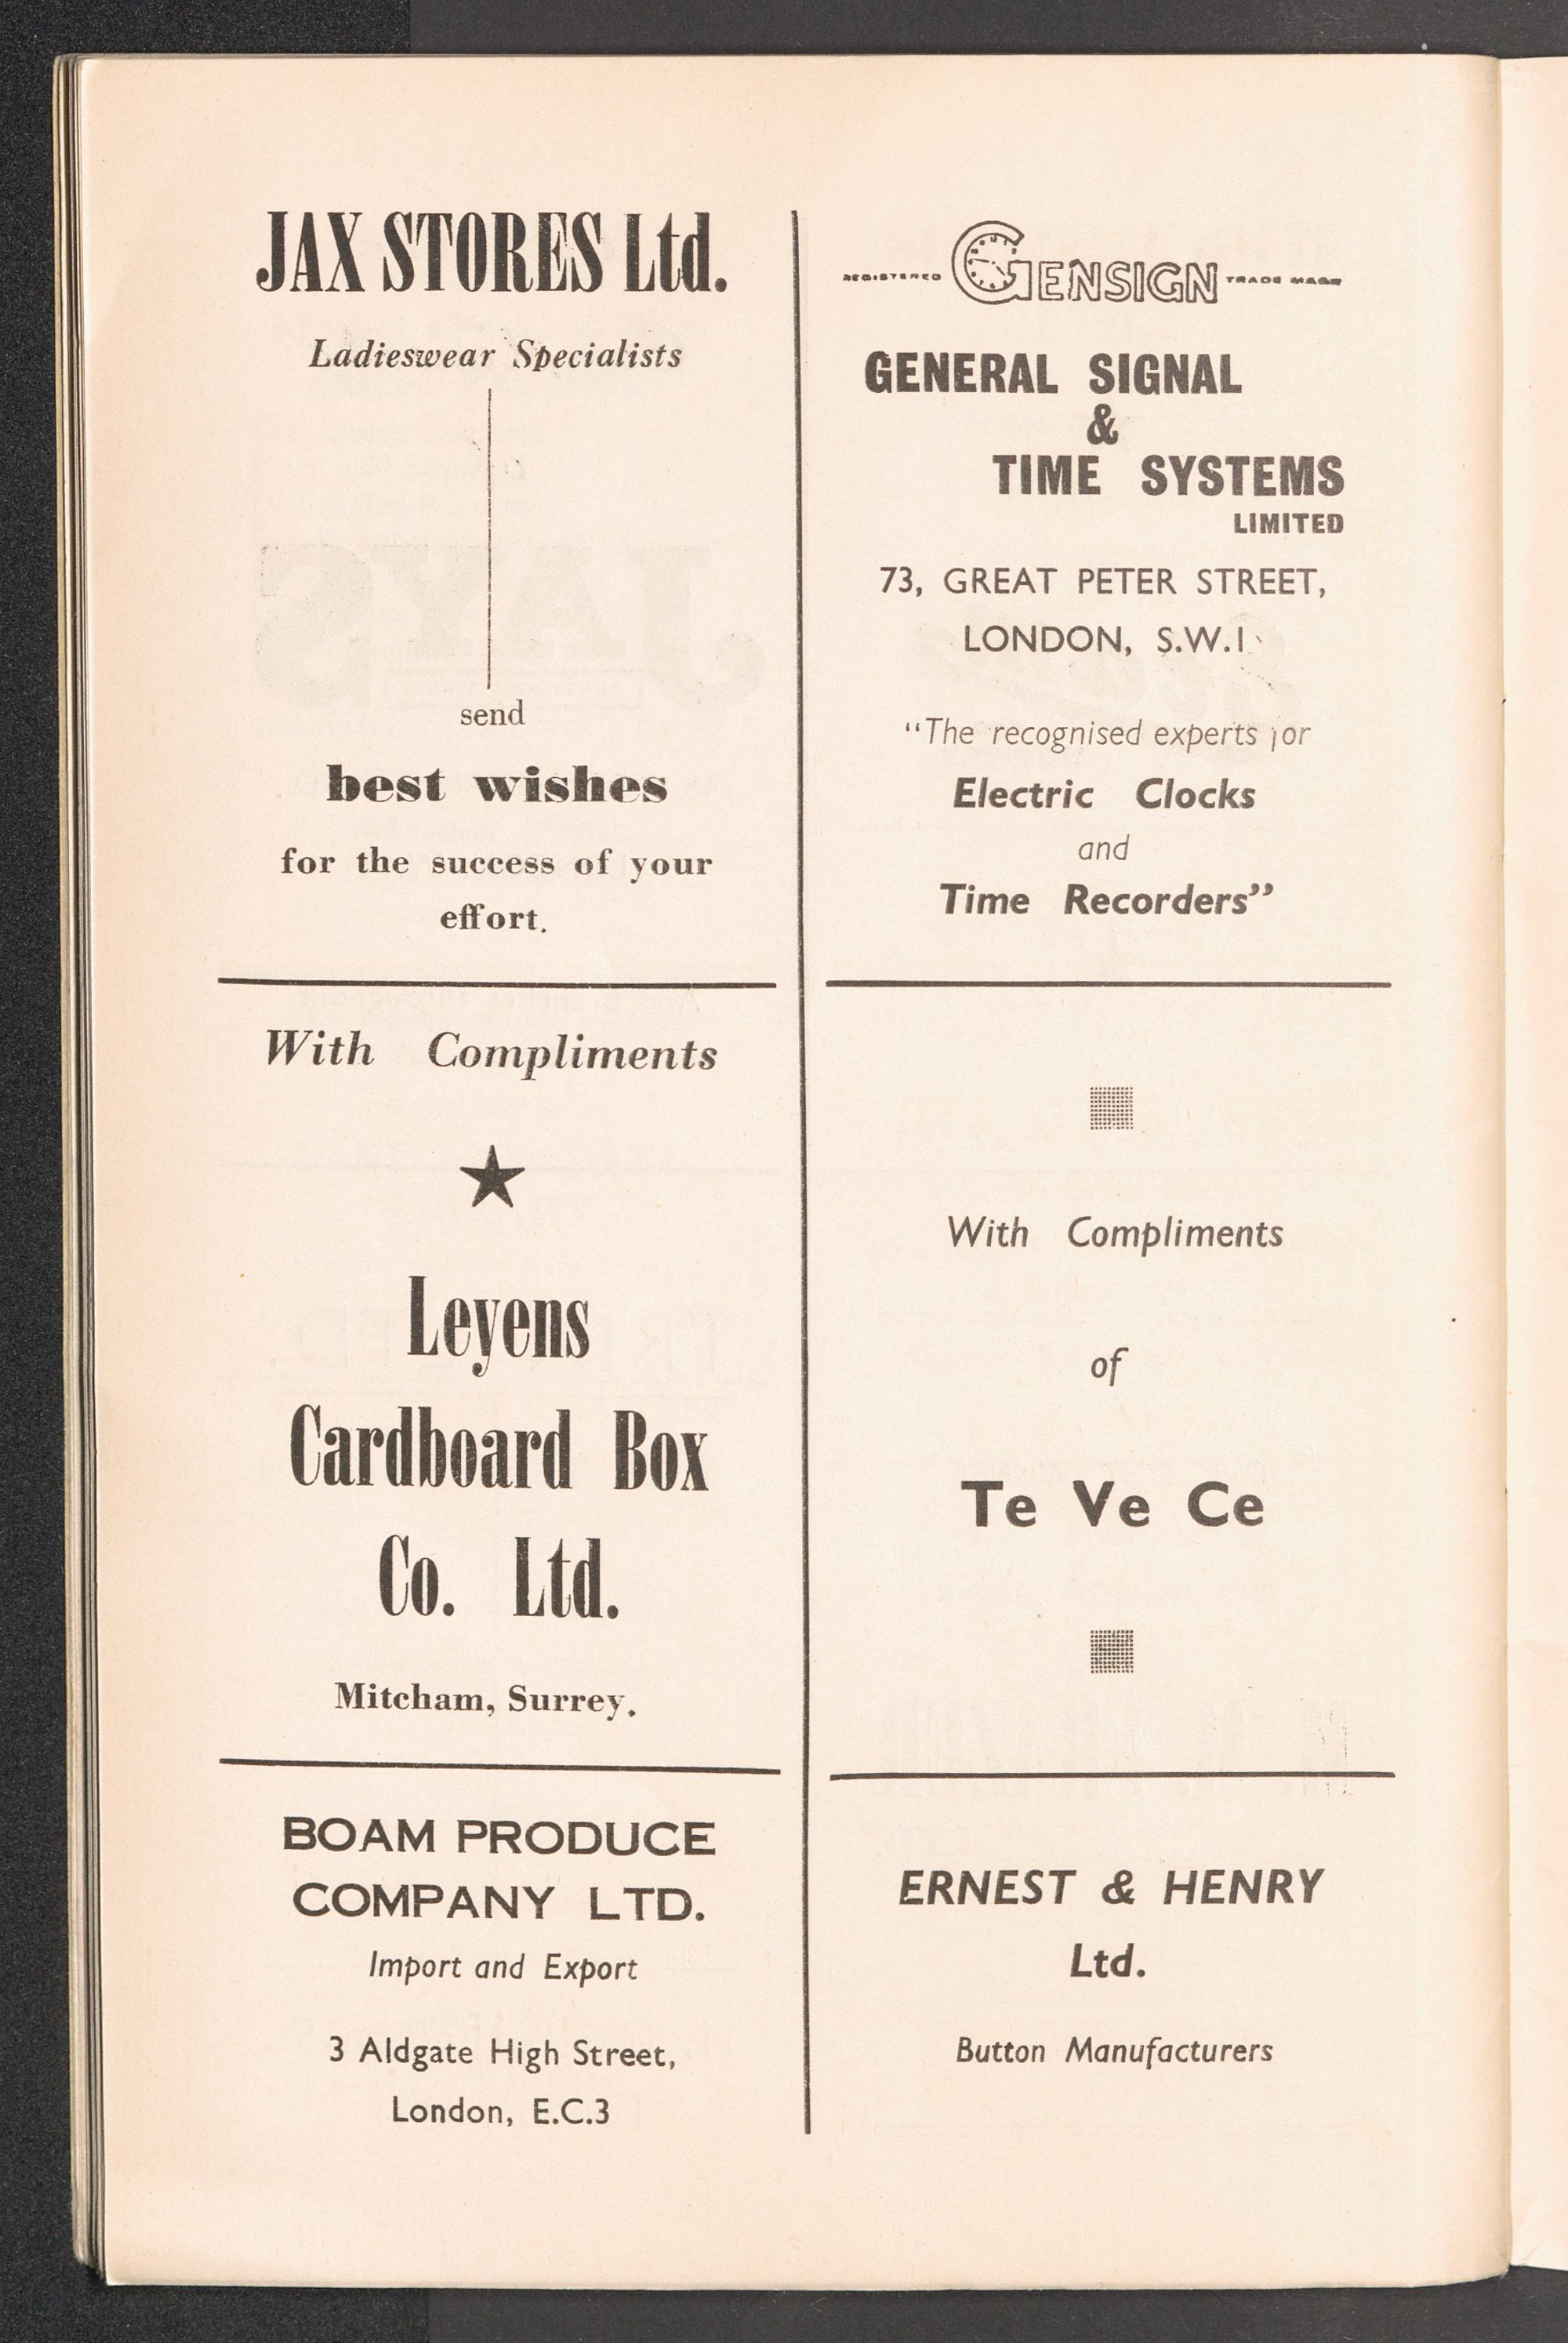 JAX STORES Ltd.
Ladieswear Specialists
send
best wishes
for the success of your
effort.
With Compliments
Leyens
Cardboard Box
Co. Ltd.
Mitcham, Surrey.
BOAM PRODUCE
COMPANY LTD.
Import and Export
3 Aldgate High Street,
London, E.C.3
REGISTERED GENSIGN TRADE MARK
GENERAL SIGNAL
&
TIME SYSTEMS
LIMITED
73, GREAT PETER STREET,
LONDON, S.W.1
"The recognised experts for
Electric Clocks
and
Time Recorders"
With Compliments
of
Te Ve Ce
ERNEST & HENRY
Ltd.
Button Manufacturers